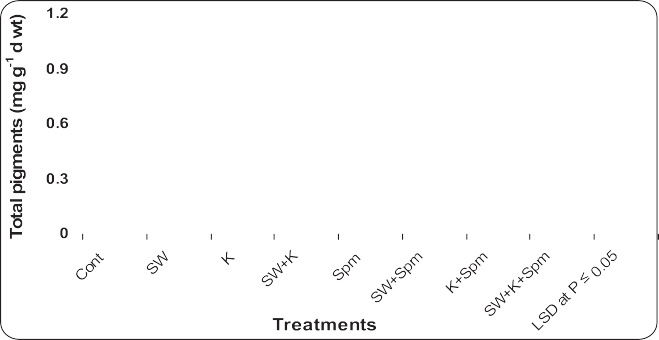 1.2
0.9
0.6
0.3
0
Total pigments (mg g⁻¹ d wt)
Cont
SW
K
SW+K
Spm
SW+Spm
K+Spm
SW+K+Spm
LSD at P ≤ 0.05
Treatments